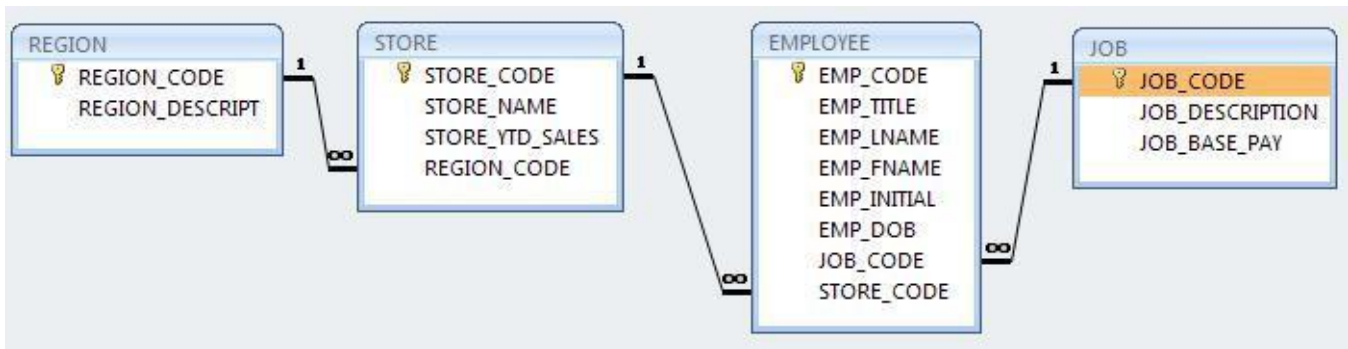 REGION
REGION_CODE
REGION_DESCRIPT
1
∞
STORE
STORE_CODE
STORE_NAME
STORE_YTD_SALES
REGION_CODE
1
∞
EMPLOYEE
EMP_CODE
EMP_TITLE
EMP_LNAME
EMP_FNAME
EMP_INITIAL
EMP_DOB
JOB_CODE
STORE_CODE
∞
1
JOB
JOB_CODE
JOB_DESCRIPTION
JOB_BASE_PAY